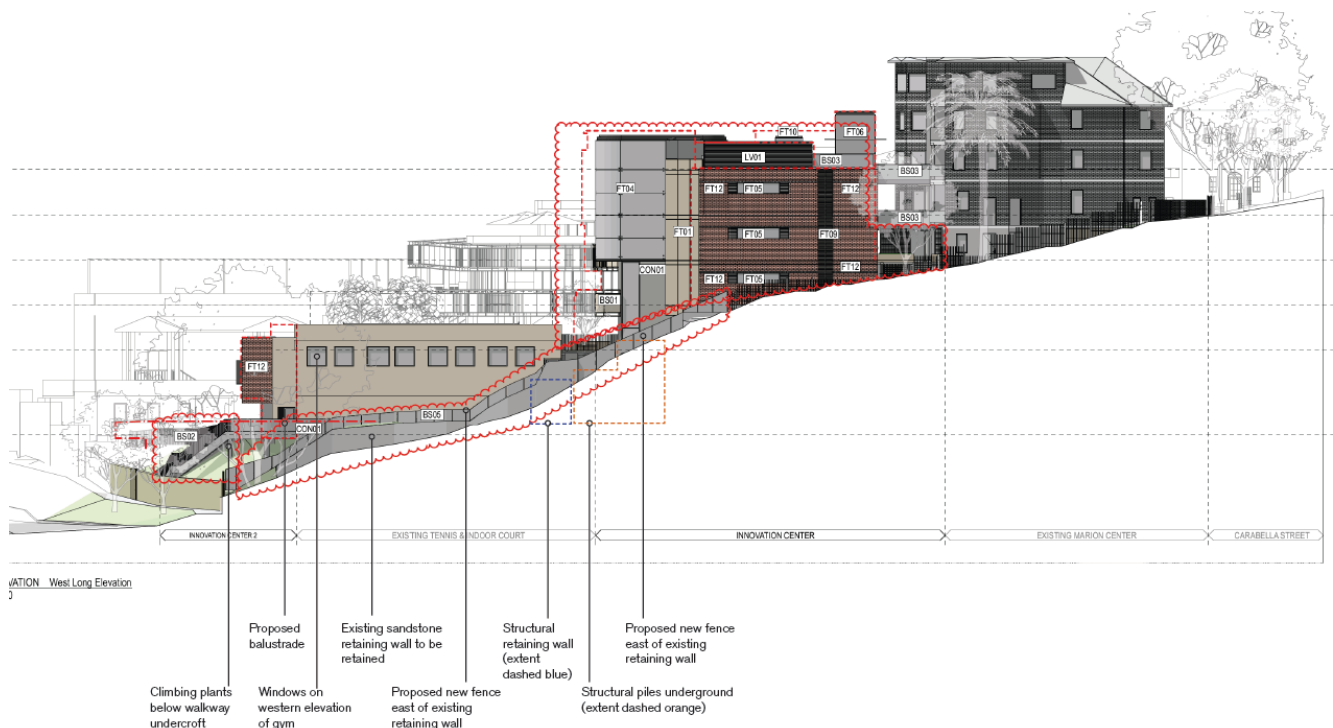 FT10
FT06
LV01
BS03
BS03
FT04
FT12
FT05
FT12
BS03
FT01
FT05
FT09
CON01
FT12
FT12
FT05
BS01
FT12
BS05
CON01
BS02
INNOVATION CENTER 2
EXISTING TENNIS & INDOOR COURT
INNOVATION CENTER
EXISTING MARION CENTER
CARABELLA STREET
VATION West Long Elevation
0
Proposed
balustrade
Existing sandstone
retaining wall to be
retained
Structural
retaining wall
(extent
dashed blue)
Proposed new fence
east of existing
retaining wall
Climbing plants
below walkway
undercroft
Windows on
western elevation
of gym
Proposed new fence
east of existing
retaining wall
Structural piles underground
(extent dashed orange)